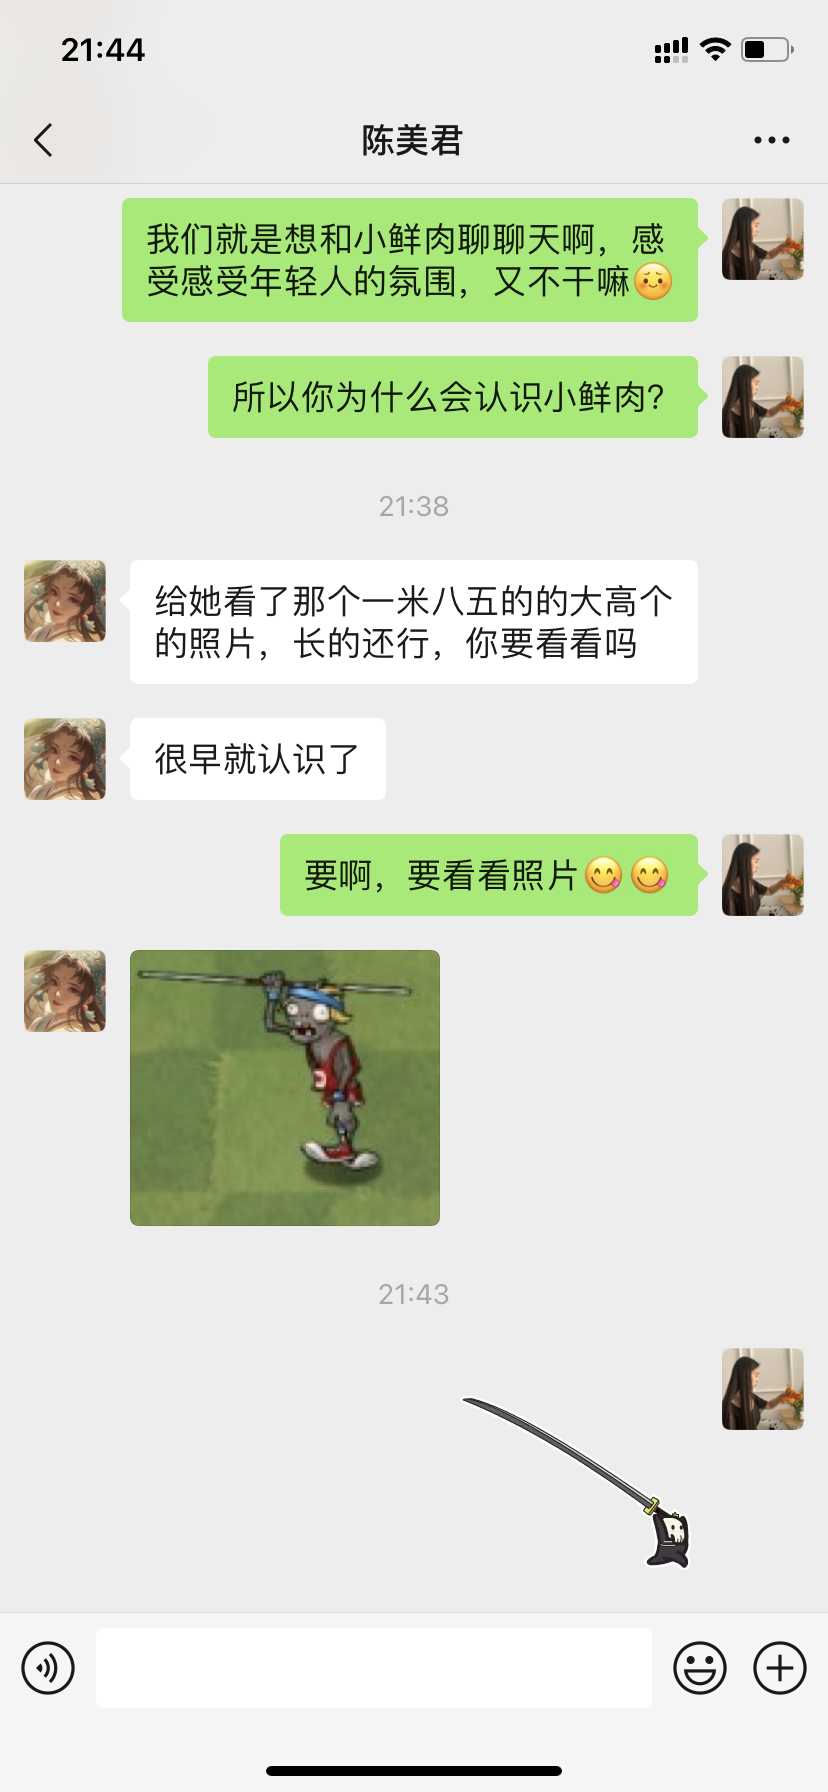 21:44
陈美君
我们就是想和小鲜肉聊聊天啊，感
受感受年轻人的氛围，又不干嘛
所以你为什么会认识小鲜肉?
21:38
给她看了那个一米八五的的大高个
的照片，长的还行，你要看看吗
很早就认识了
要啊，要看看照片
21:43